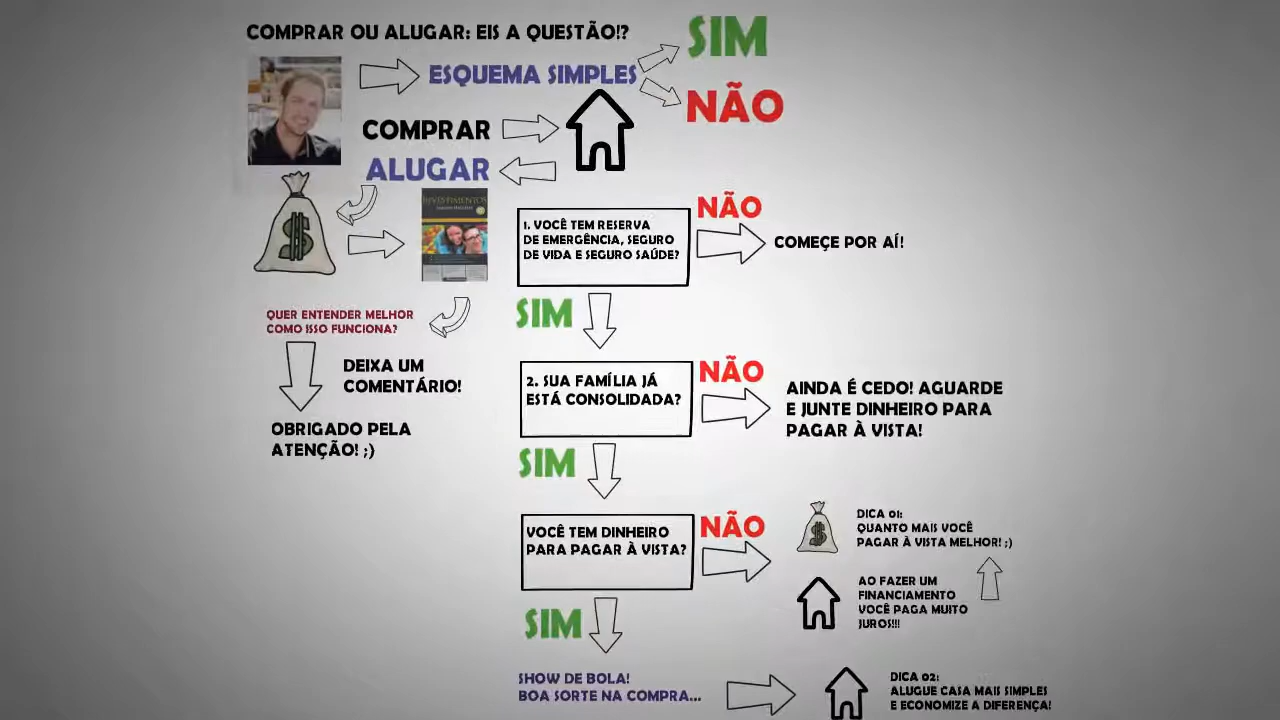 COMPRAR OU ALUGAR: EIS A QUESTÃO!?
ESQUEMA SIMPLES
SIM
NÃO
COMPRAR
ALUGAR
INVESTIMENTOS
1. VOCÊ TEM RESERVA
DE EMERGÊNCIA, SEGURO
DE VIDA E SEGURO SAÚDE?
NÃO
COMEÇE POR AÍ!
SIM
QUER ENTENDER MELHOR
COMO ISSO FUNCIONA?
DEIXA UM
COMENTÁRIO!
OBRIGADO PELA
ATENÇÃO! ;)
2. SUA FAMÍLIA JÁ
ESTÁ CONSOLIDADA?
NÃO
AINDA É CEDO! AGUARDE
E JUNTE DINHEIRO PARA
PAGAR À VISTA!
SIM
VOCÊ TEM DINHEIRO
PARA PAGAR À VISTA?
NÃO
DICA 01:
QUANTO MAIS VOCÊ
PAGAR À VISTA MELHOR! ;)
AO FAZER UM
FINANCIAMENTO
VOCÊ PAGA MUITO
JUROS!!!
SIM
SHOW DE BOLA!
BOA SORTE NA COMPRA...
DICA 02:
ALUGUE CASA MAIS SIMPLES
E ECONOMIZE A DIFERENÇA!